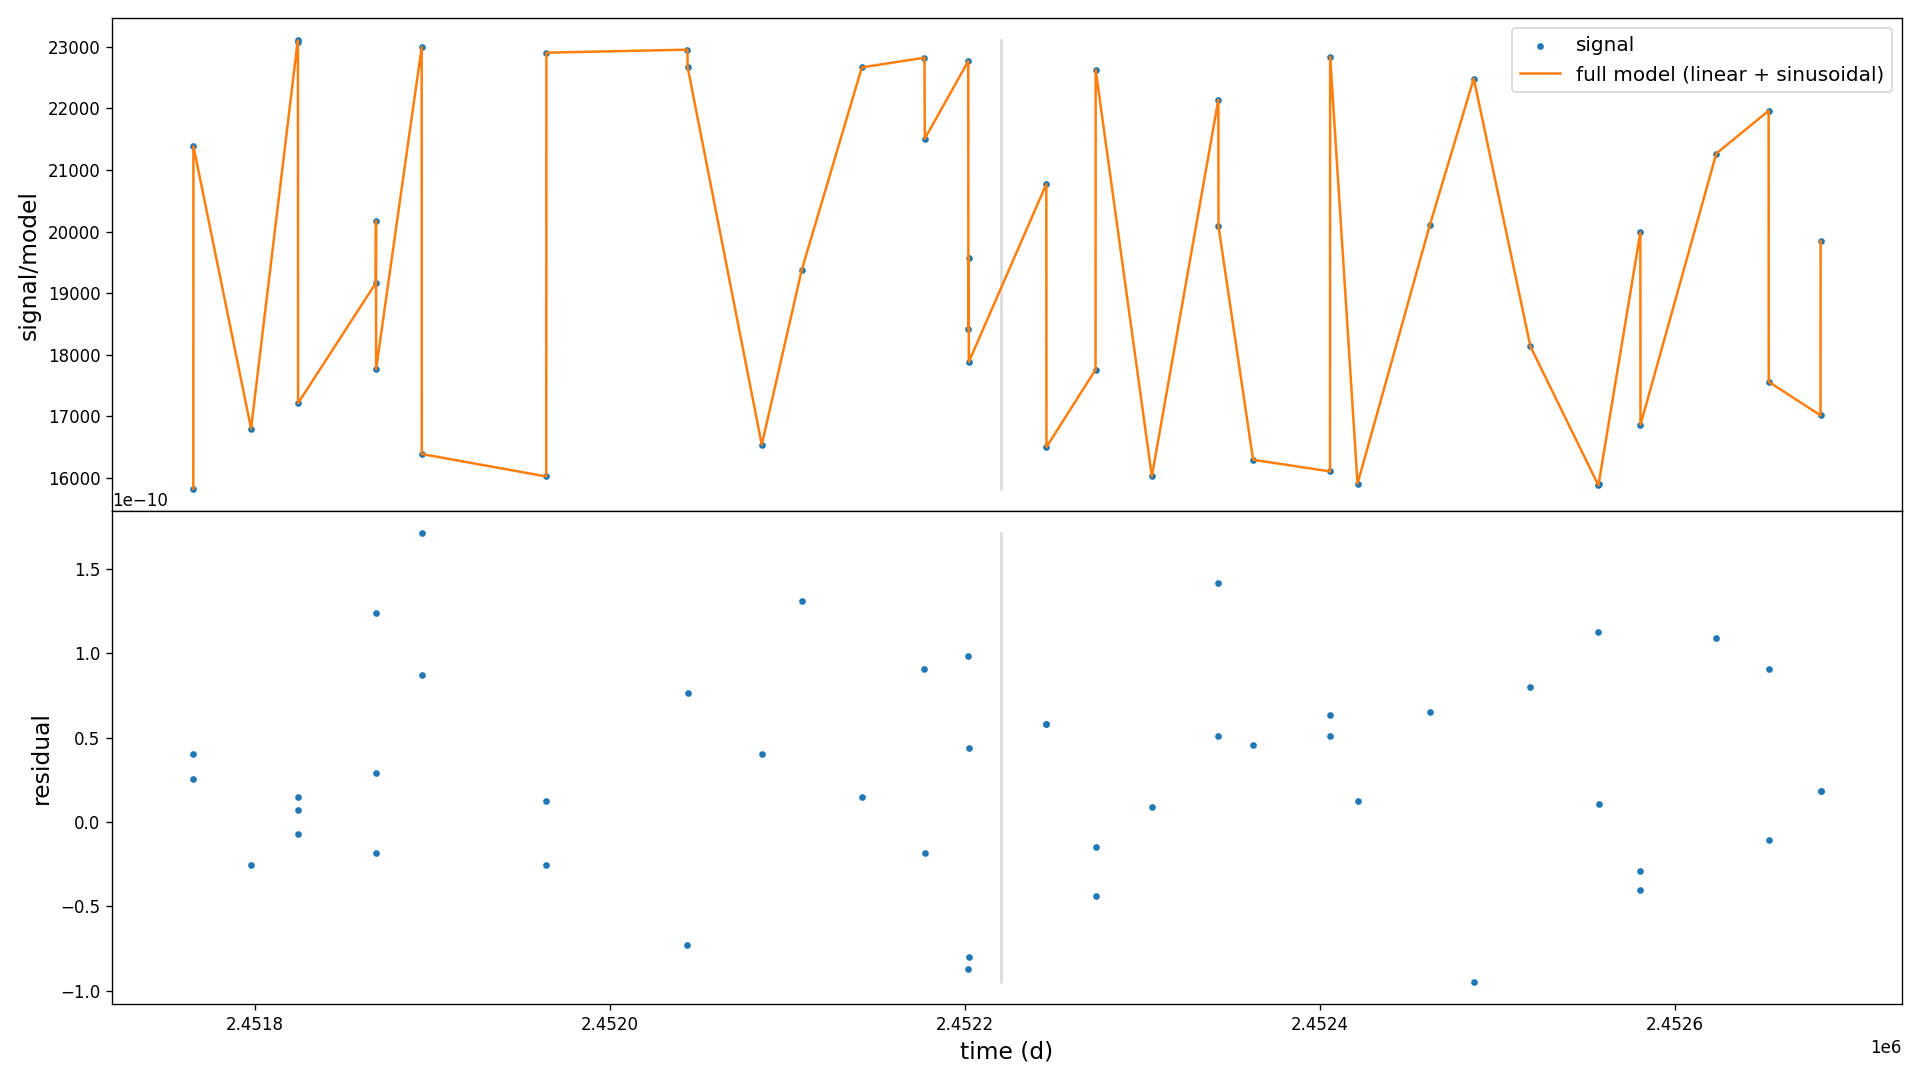 signal
full model (linear + sinusoidal)
signal/model
23000
22000
21000
20000
19000
18000
17000
16000
1e−10
residual
1.5
1.0
0.5
0.0
−0.5
−1.0
2.4518
2.4520
2.4522
2.4524
2.4526
time (d)
1e6